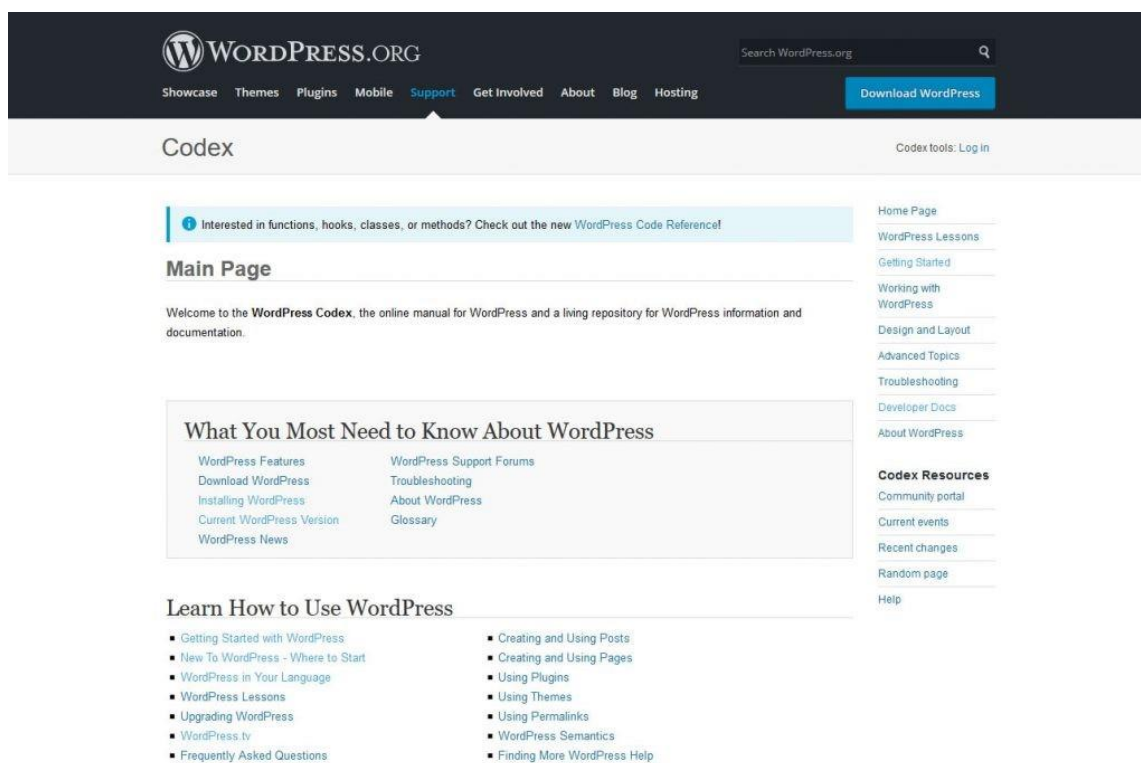 WORDPRESS.ORG
Search WordPress.org
Showcase Themes Plugins Mobile Support Get Involved About Blog Hosting
Download WordPress
Codex
Codex tools: Log in
Interested in functions, hooks, classes, or methods? Check out the new WordPress Code Reference!
Main Page
Welcome to the WordPress Codex, the online manual for WordPress and a living repository for WordPress information and
documentation.
What You Most Need to Know About WordPress
WordPress Features
Download WordPress
Installing WordPress
Current WordPress Version
WordPress News
WordPress Support Forums
Troubleshooting
About WordPress
Glossary
Learn How to Use WordPress
Getting Started with WordPress
New To WordPress - Where to Start
WordPress in Your Language
WordPress Lessons
Upgrading WordPress
WordPress.tv
Frequently Asked Questions
Creating and Using Posts
Creating and Using Pages
Using Plugins
Using Themes
Using Permalinks
WordPress Semantics
Finding More WordPress Help
Home Page
WordPress Lessons
Getting Started
Working with
WordPress
Design and Layout
Advanced Topics
Troubleshooting
Developer Docs
About WordPress
Codex Resources
Community portal
Current events
Recent changes
Random page
Help